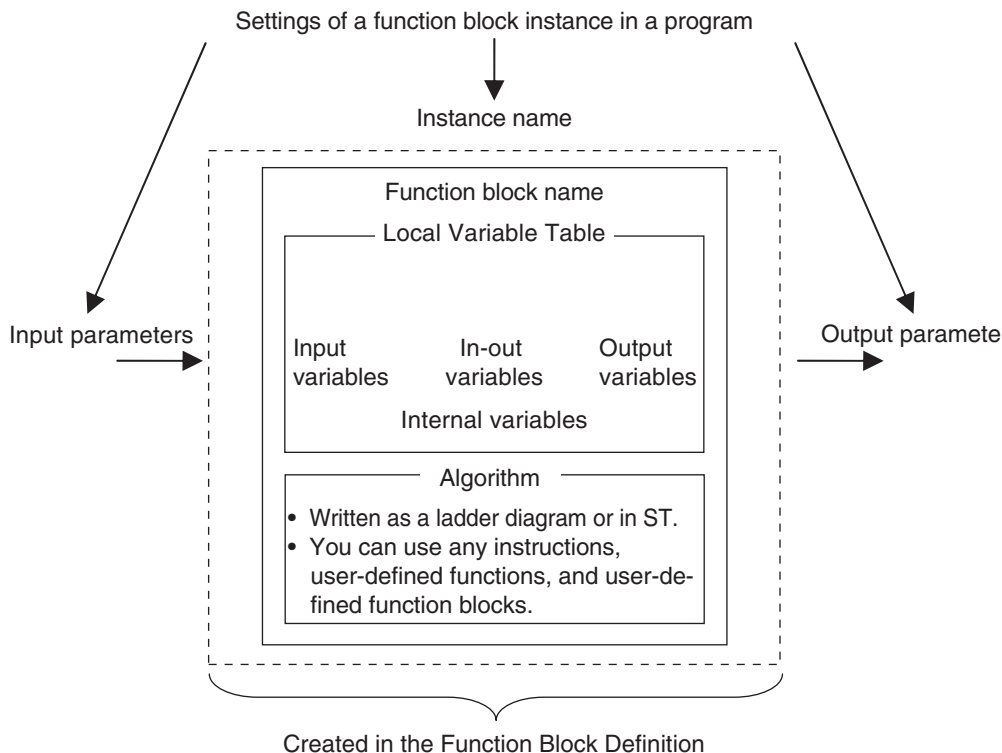 Settings of a function block instance in a program
Instance name
Function block name
Local Variable Table
Input parameters
Output paramete
Input
variables
In-out
variables
Output
variables
Internal variables
Algorithm
• Written as a ladder diagram or in ST.
• You can use any instructions,
user-defined functions, and user-de-
fined function blocks.
Created in the Function Block Definition